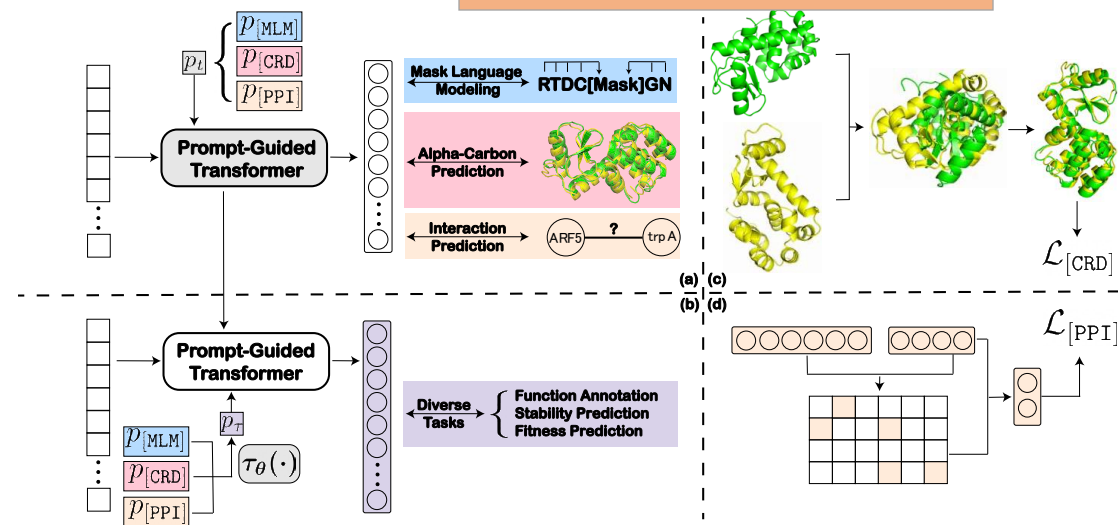 p[MLM]
p_t
p[CRD]
p[PPI]
Prompt-Guided
Transformer
Mask Language
Modeling
RTDC[Mask]GN
Alpha-Carbon
Prediction
Interaction
Prediction
ARF5
?
trpA
(a)
(c)
ℒ[CRD]
(b)
(d)
Prompt-Guided
Transformer
p_τ
p[MLM]
p[CRD]
p[PPI]
τ_θ(·)
Diverse
Tasks
Function Annotation
Stability Prediction
Fitness Prediction
ℒ[PPI]